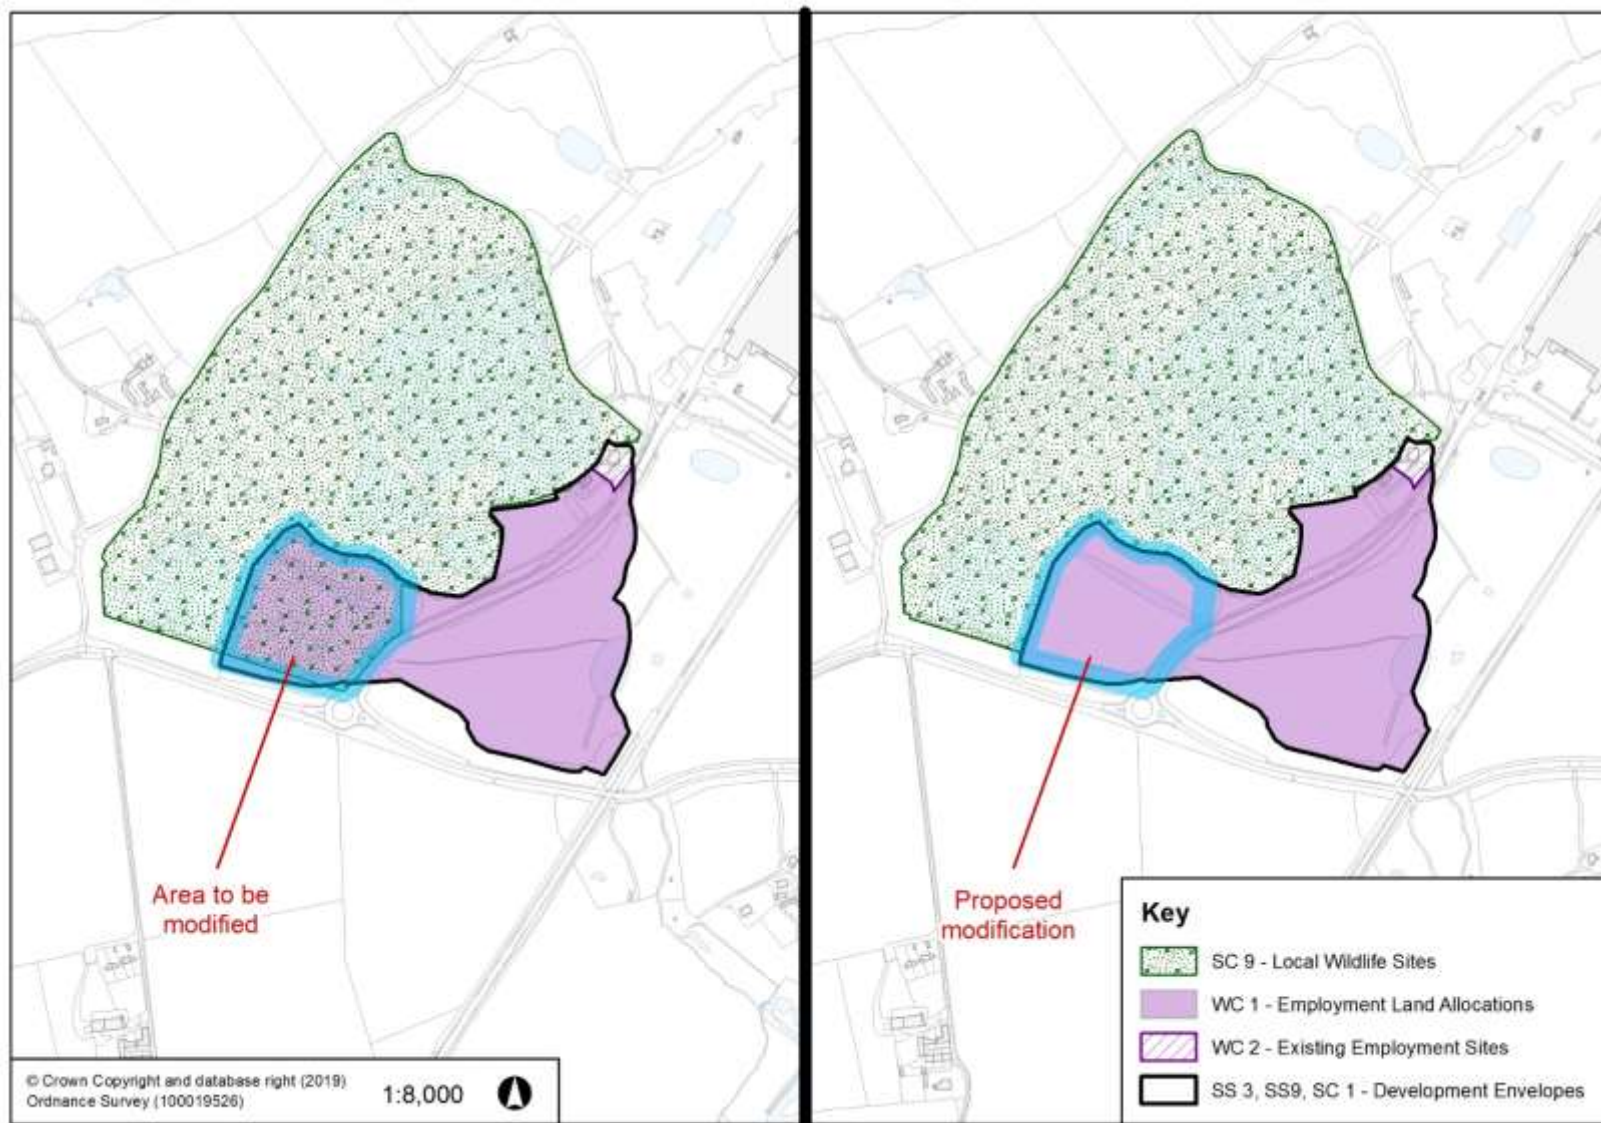 Area to be
modified
Proposed
modification
Key
SC 9 - Local Wildlife Sites
WC 1 - Employment Land Allocations
WC 2 - Existing Employment Sites
SS 3, SS9, SC 1 - Development Envelopes
© Crown Copyright and database right (2019)
Ordnance Survey (100019526)
1:8,000